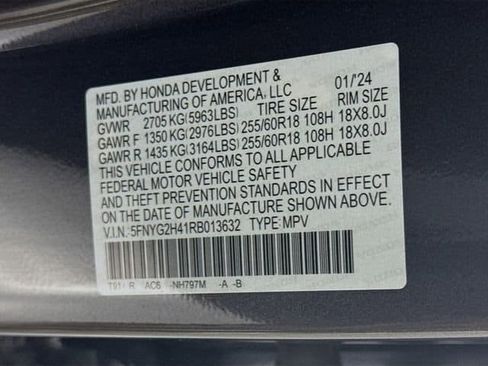 MFD. BY HONDA DEVELOPMENT & 01/'24
MANUFACTURING OF AMERICA, LLC
GVWR 2705 KG(5963LBS) TIRE SIZE RIM SIZE
GAWR F 1350 KG(2976LBS) 255/60R18 108H 18X8.0J
GAWR R 1435 KG(3164LBS) 255/60R18 108H 18X8.0J
THIS VEHICLE CONFORMS TO ALL APPLICABLE
FEDERAL MOTOR VEHICLE SAFETY
AND THEFT PREVENTION STANDARDS IN EFFECT
ON THE DATE OF MANUFACTURE SHOWN ABOVE.
V.I.N.: 5FNYG2H41RB013632 TYPE: MPV
R AC6 -NH797M -A -B